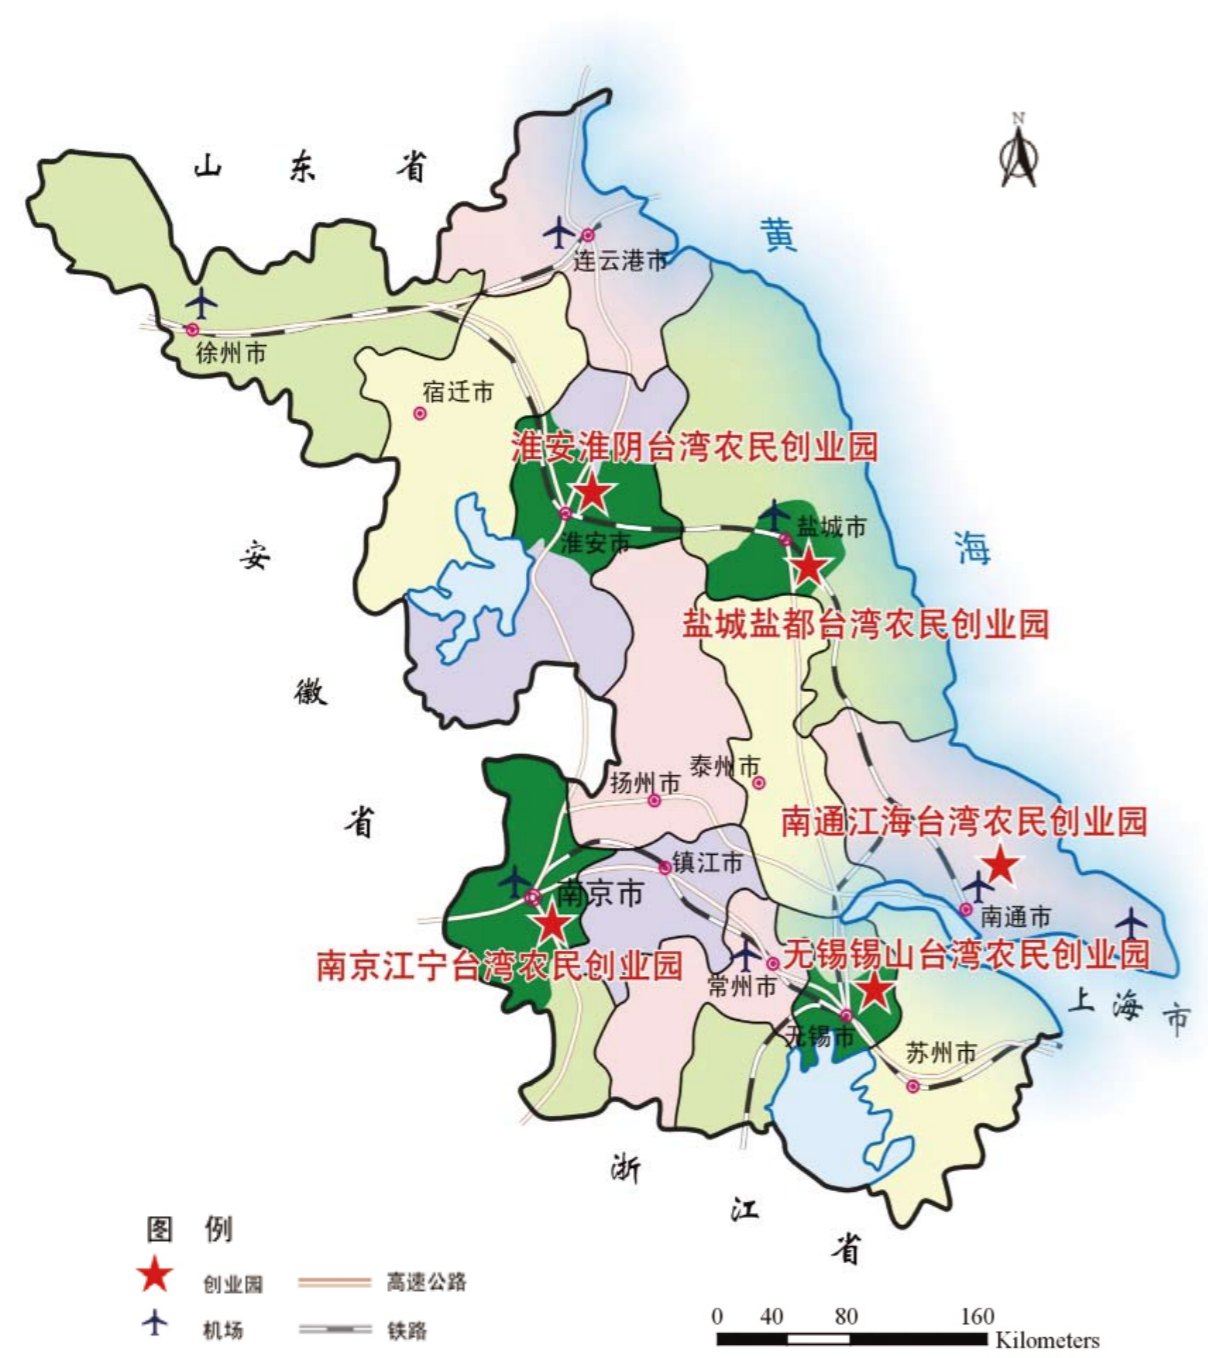 N
山东省
黄
连云港市
徐州市
宿迁市
淮安淮阴台湾农民创业园
盐城市
淮安市
海
安
盐城盐都台湾农民创业园
徽
泰州市
扬州市
省
南通江海台湾农民创业园
镇江市
南京市
南通市
无锡锡山台湾农民创业园
南京江宁台湾农民创业园
常州市
上海市
无锡市
苏州市
浙
江
省
图 例
创业园
高速公路
机场
铁路
0 40 80 160
Kilometers